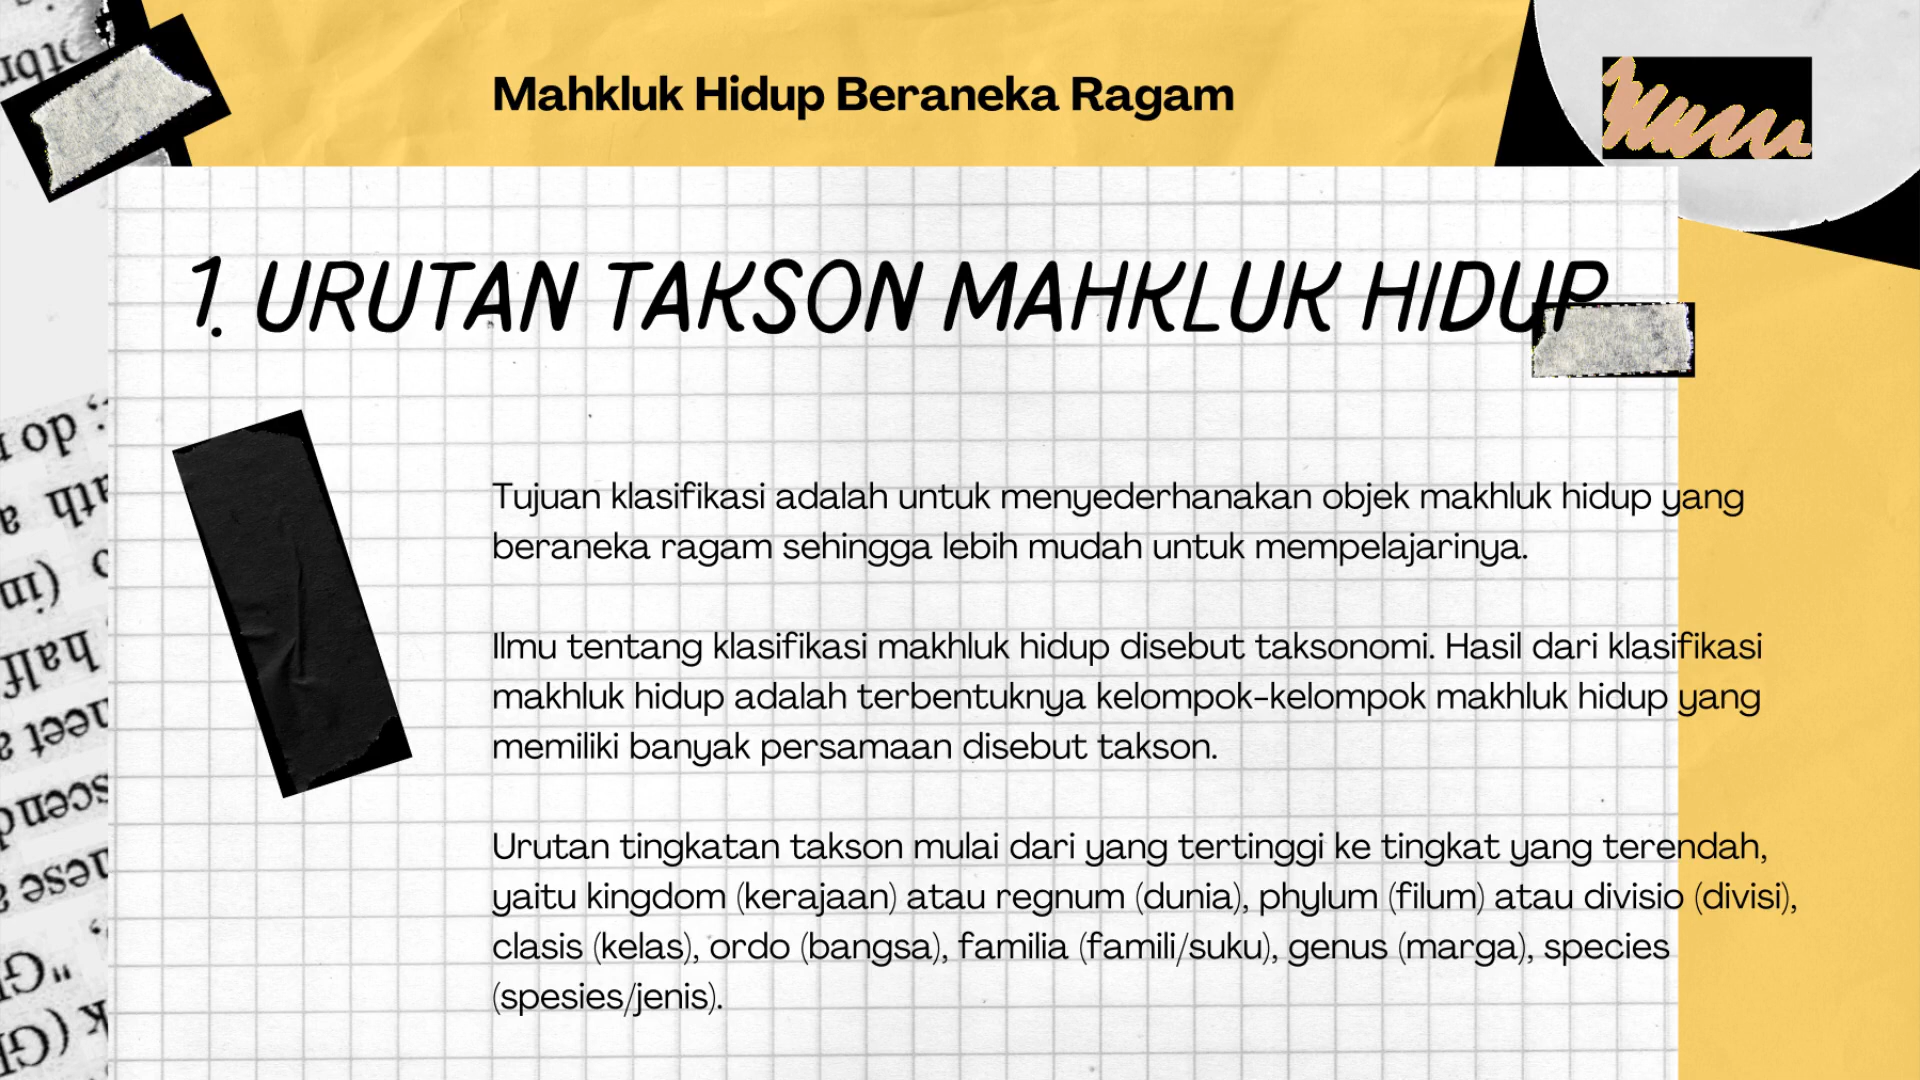 Mahkluk Hidup Beraneka Ragam
1. URUTAN TAKSON MAHKLUK HIDUP
Tujuan klasifikasi adalah untuk menyederhanakan objek makhluk hidup yang
beraneka ragam sehingga lebih mudah untuk mempelajarinya.
Ilmu tentang klasifikasi makhluk hidup disebut taksonomi. Hasil dari klasifikasi
makhluk hidup adalah terbentuknya kelompok-kelompok makhluk hidup yang
memiliki banyak persamaan disebut takson.
Urutan tingkatan takson mulai dari yang tertinggi ke tingkat yang terendah,
yaitu kingdom (kerajaan) atau regnum (dunia), phylum (filum) atau divisio (divisi),
clasis (kelas), ordo (bangsa), familia (famili/suku), genus (marga), species
(spesies/jenis).